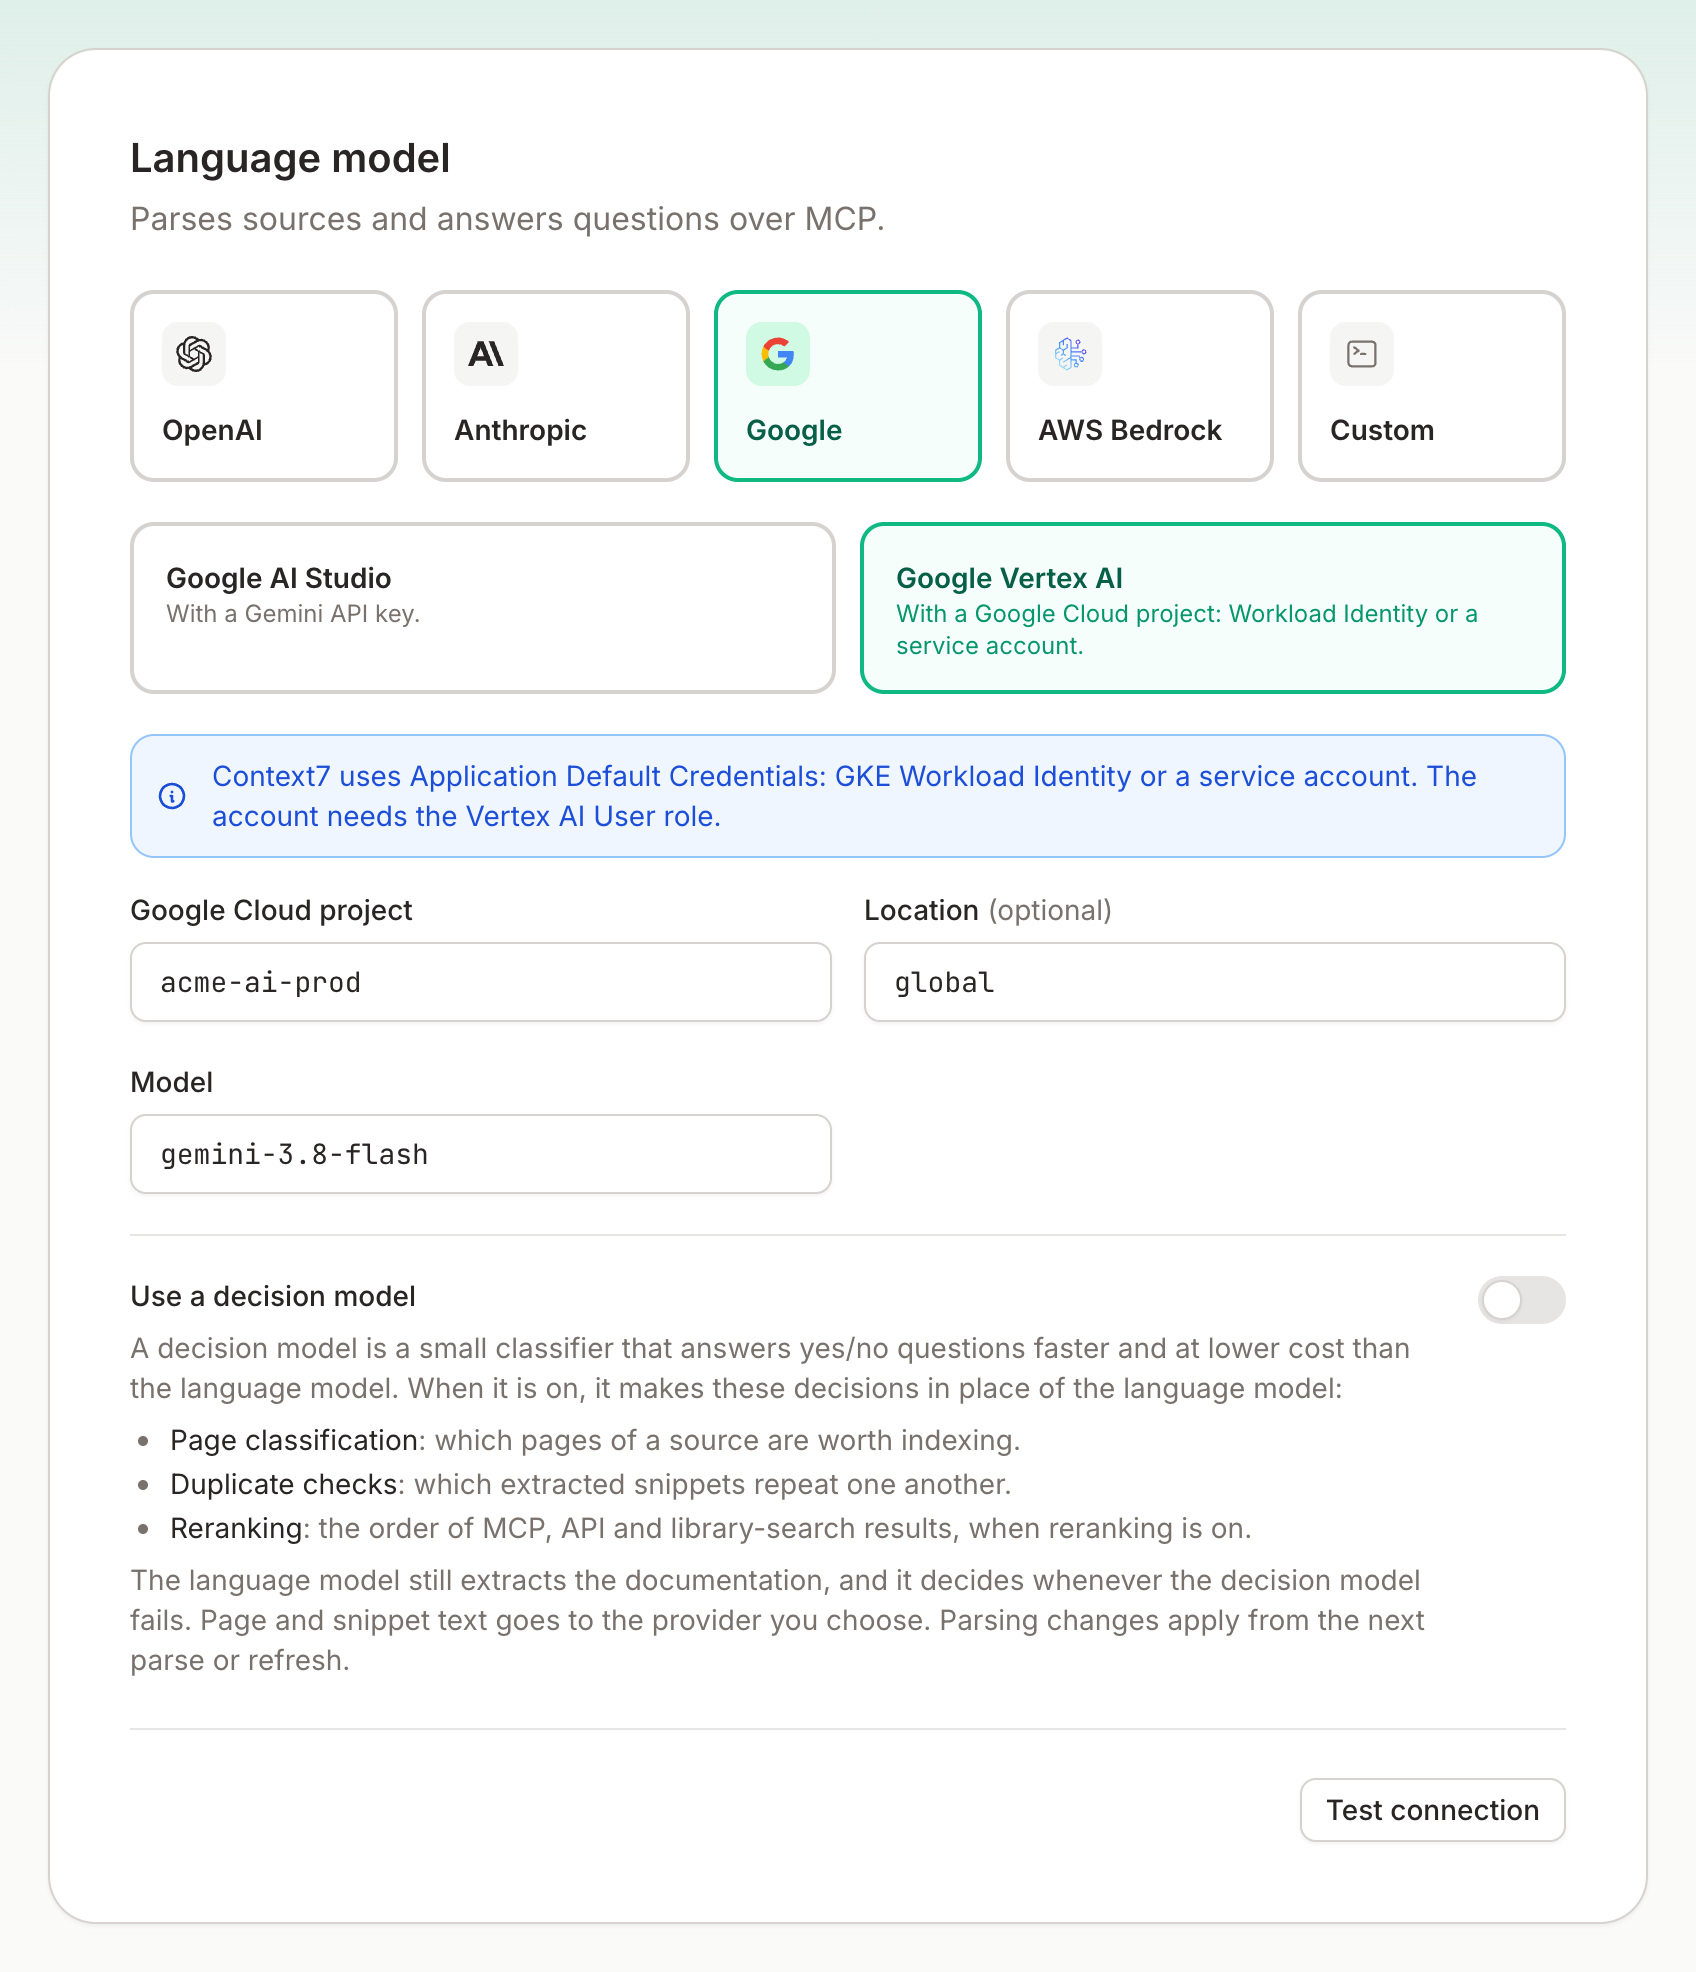 Language model
Parses sources and answers questions over MCP.
OpenAI
Anthropic
Google
AWS Bedrock
Custom
Google AI Studio
With a Gemini API key.
Google Vertex AI
With a Google Cloud project: Workload Identity or a
service account.
Context7 uses Application Default Credentials: GKE Workload Identity or a service account. The
account needs the Vertex AI User role.
Google Cloud project
Location (optional)
acme-ai-prod
global
Model
gemini-3.8-flash
Use a decision model
A decision model is a small classifier that answers yes/no questions faster and at lower cost than
the language model. When it is on, it makes these decisions in place of the language model:
• Page classification: which pages of a source are worth indexing.
• Duplicate checks: which extracted snippets repeat one another.
• Reranking: the order of MCP, API and library-search results, when reranking is on.
The language model still extracts the documentation, and it decides whenever the decision model
fails. Page and snippet text goes to the provider you choose. Parsing changes apply from the next
parse or refresh.
Test connection